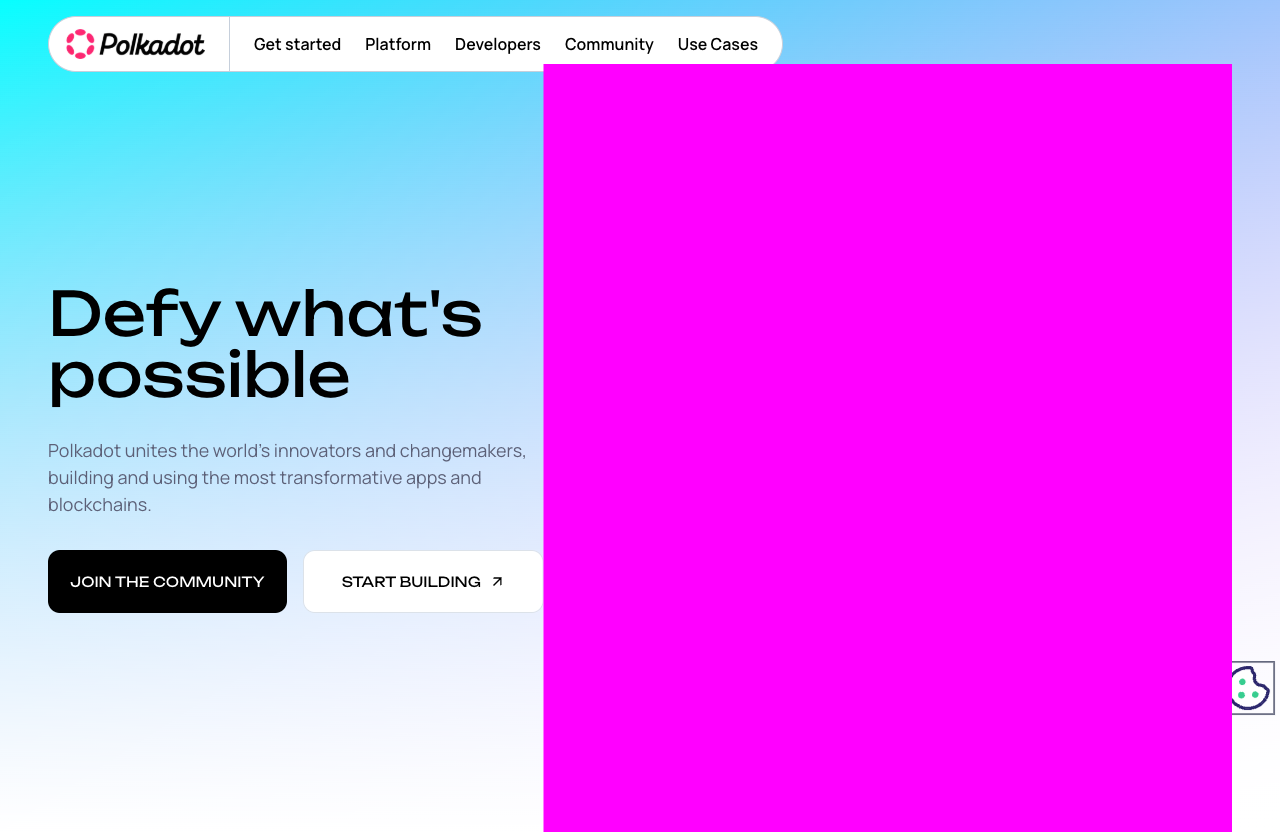 Polkadot
Get started
Platform
Developers
Community
Use Cases
Defy what's
possible
Polkadot unites the world’s innovators and changemakers,
building and using the most transformative apps and
blockchains.
JOIN THE COMMUNITY
START BUILDING